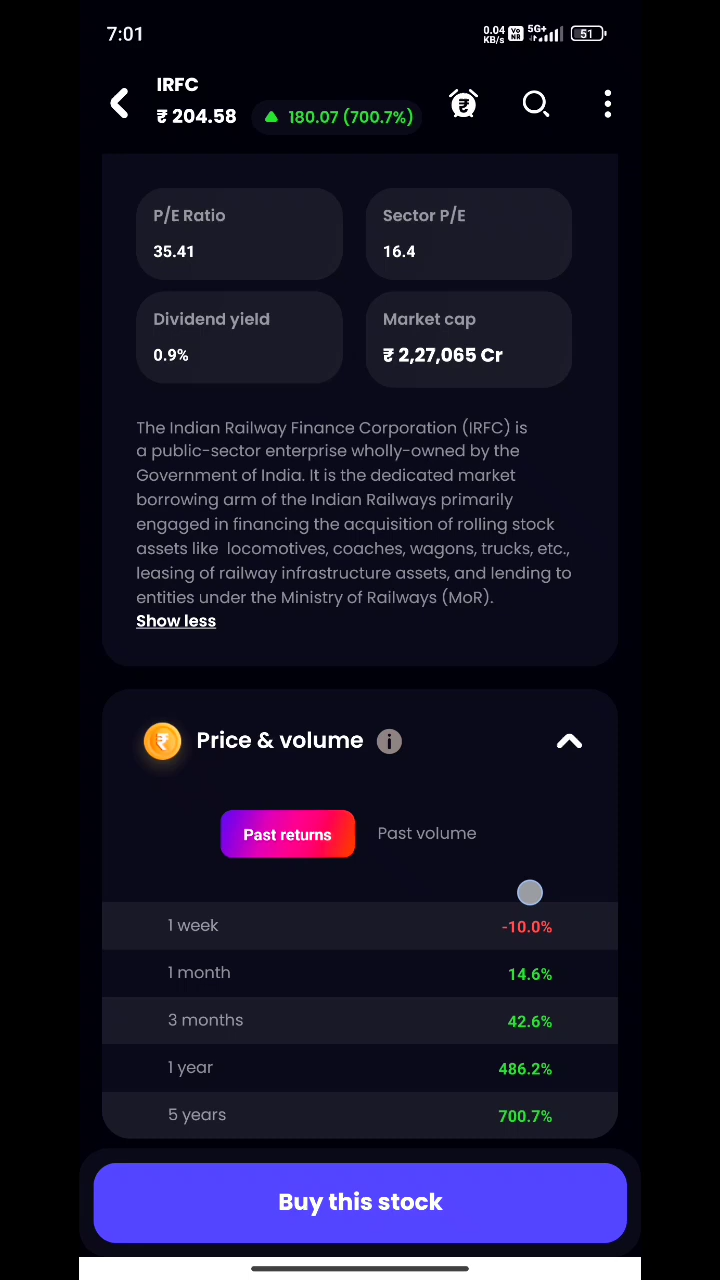 7:01
0.04 KB/s Vo NR 5G+ 51
IRFC
₹ 204.58 180.07 (700.7%)
P/E Ratio Sector P/E
35.41 16.4
Dividend yield Market cap
0.9% ₹ 2,27,065 Cr
The Indian Railway Finance Corporation (IRFC) is
a public-sector enterprise wholly-owned by the
Government of India. It is the dedicated market
borrowing arm of the Indian Railways primarily
engaged in financing the acquisition of rolling stock
assets like locomotives, coaches, wagons, trucks, etc.,
leasing of railway infrastructure assets, and lending to
entities under the Ministry of Railways (MoR).
Show less
Price & volume
Past returns Past volume
1 week -10.0%
1 month 14.6%
3 months 42.6%
1 year 486.2%
5 years 700.7%
Buy this stock